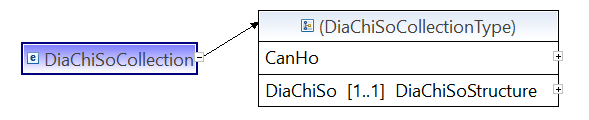 DiaChiSoCollection
(DiaChiSoCollectionType)
CanHo
DiaChiSo [1..1] DiaChiSoStructure